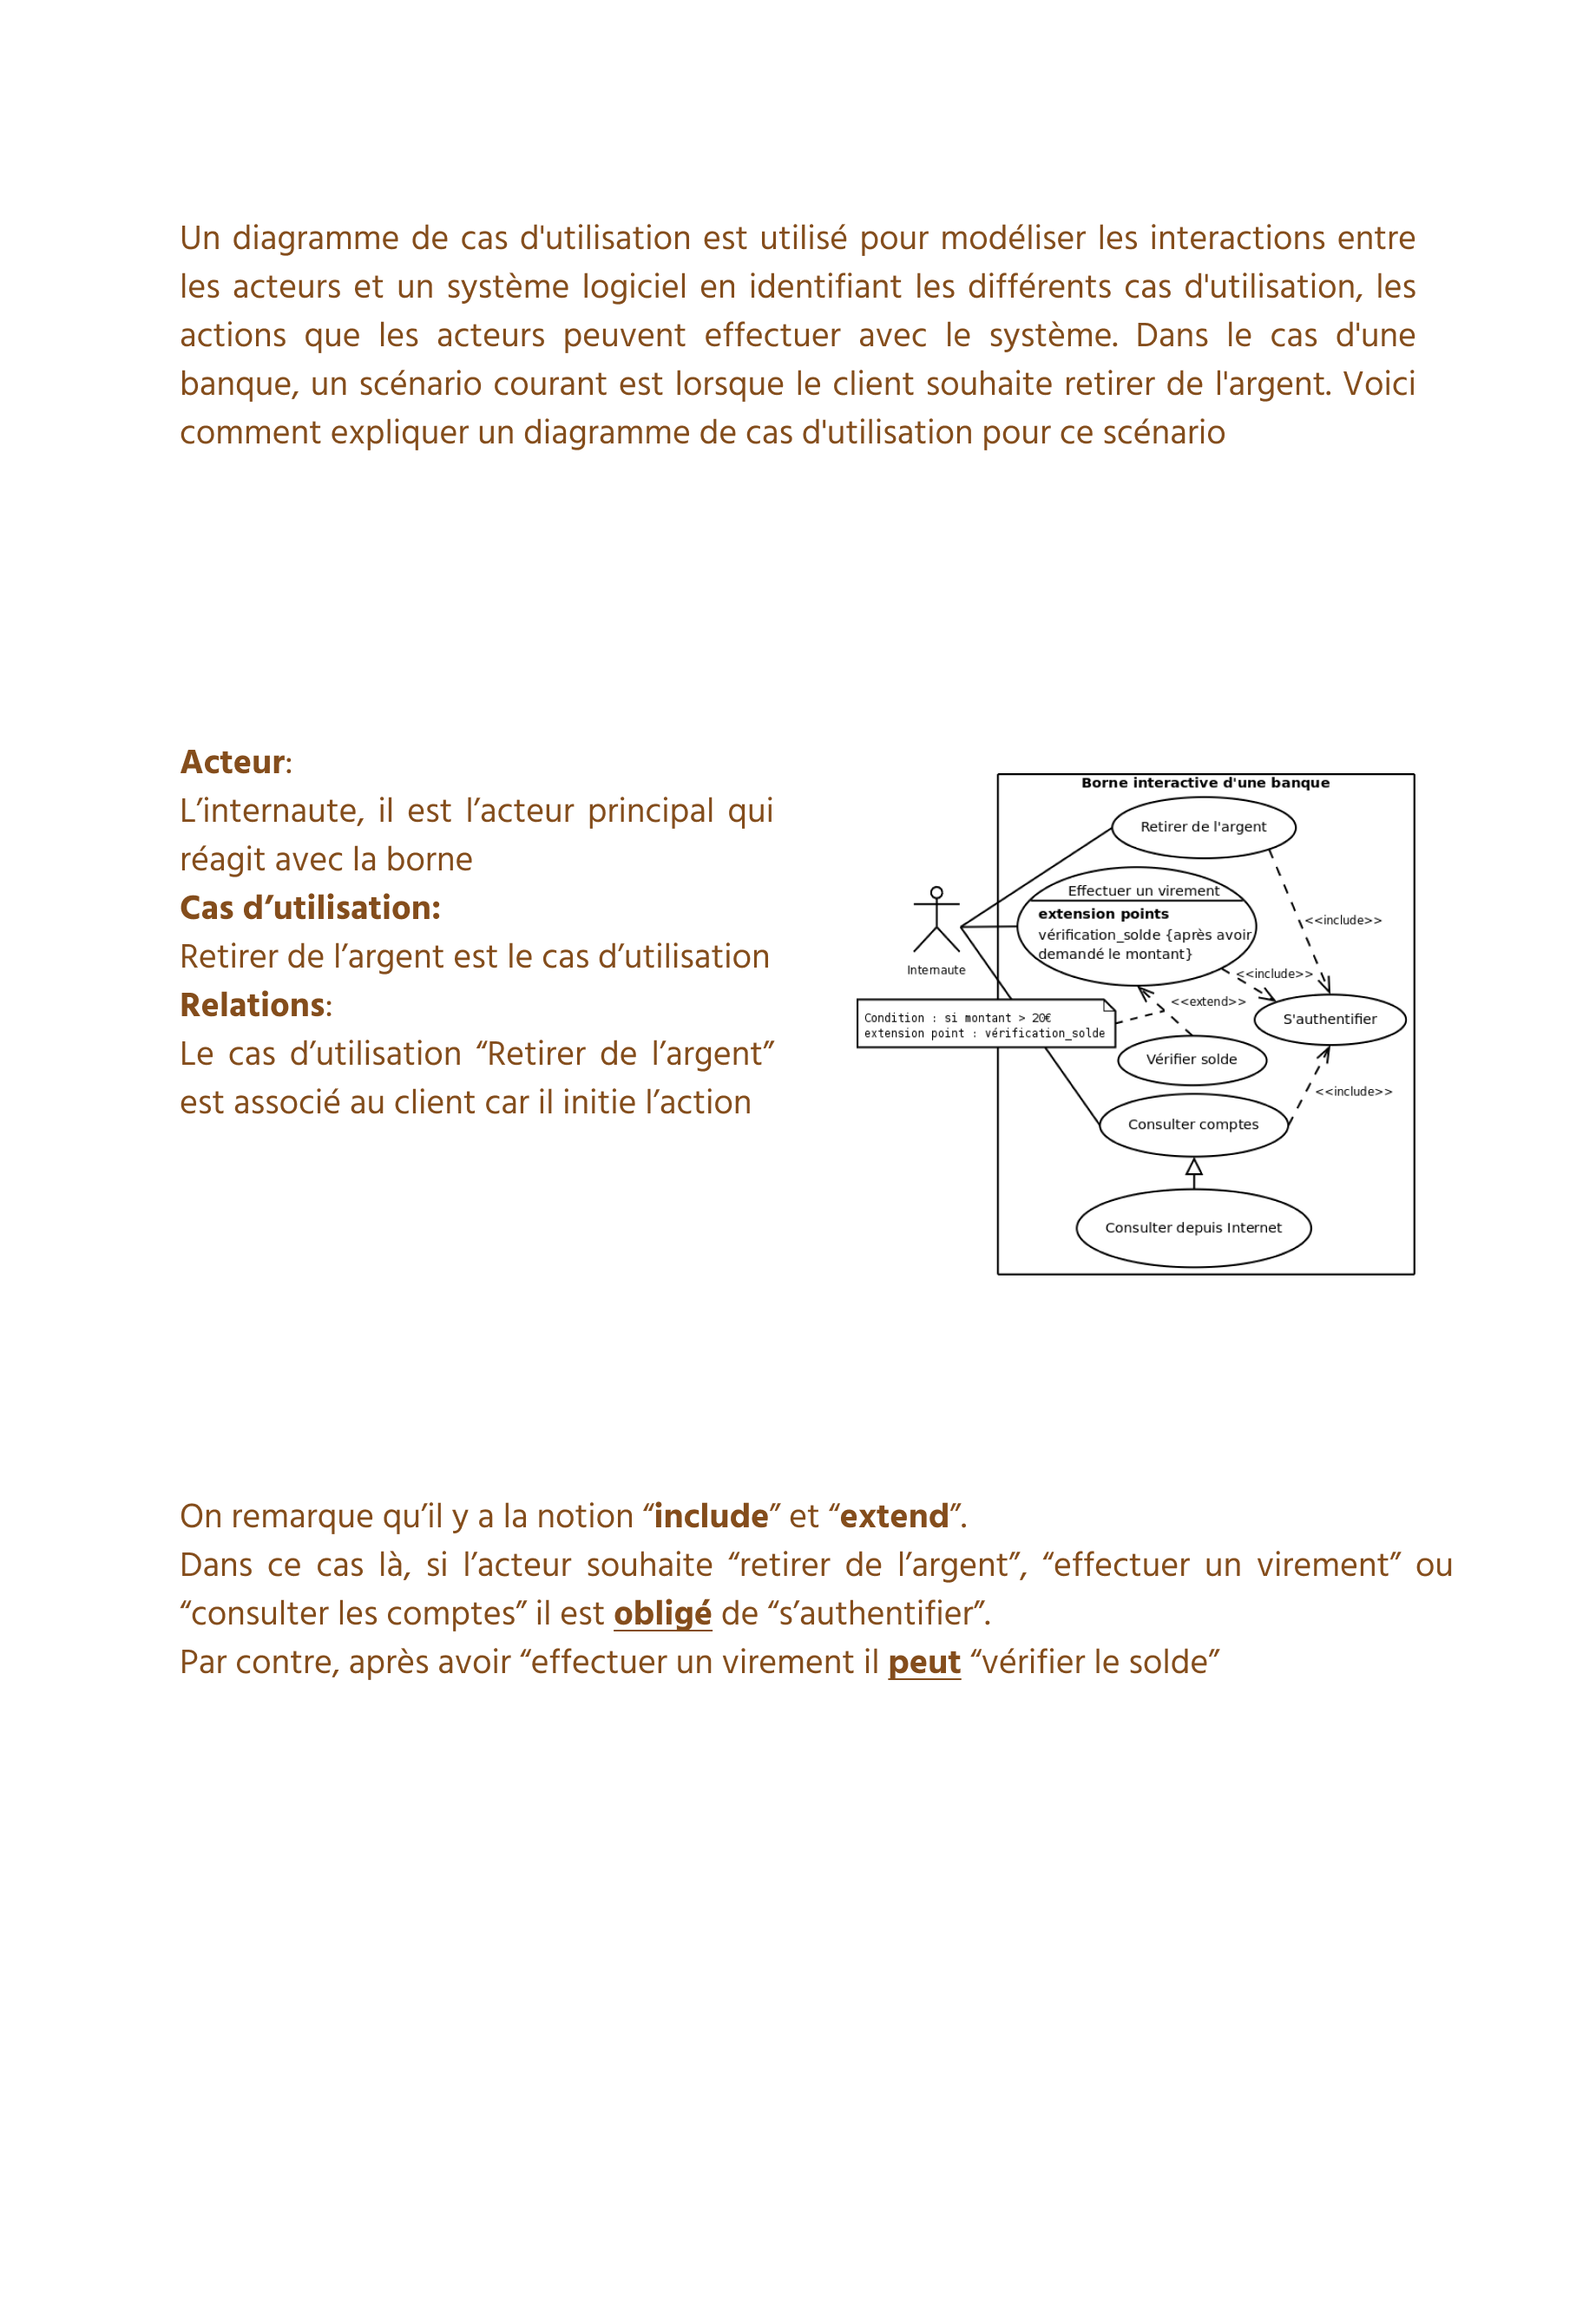 Un diagramme de cas d'utilisation est utilisé pour modéliser les interactions entre
les acteurs et un système logiciel en identifiant les différents cas d'utilisation, les
actions que les acteurs peuvent effectuer avec le système. Dans le cas d'une
banque, un scénario courant est lorsque le client souhaite retirer de l'argent. Voici
comment expliquer un diagramme de cas d'utilisation pour ce scénario
Acteur:
L’internaute, il est l’acteur principal qui
réagit avec la borne
Cas d’utilisation:
Retirer de l’argent est le cas d’utilisation
Relations:
Le cas d’utilisation “Retirer de l’argent”
est associé au client car il initie l’action
Borne interactive d'une banque
Retirer de l'argent
Effectuer un virement
extension points
vérification_solde {après avoir
demandé le montant}
<<include>>
Internaute
<<include>>
<<extend>>
Condition : si montant > 20€
extension point : vérification_solde
S'authentifier
Vérifier solde
<<include>>
Consulter comptes
Consulter depuis Internet
On remarque qu’il y a la notion “include” et “extend”.
Dans ce cas là, si l’acteur souhaite “retirer de l’argent”, “effectuer un virement” ou
“consulter les comptes” il est obligé de “s’authentifier”.
Par contre, après avoir “effectuer un virement il peut “vérifier le solde”